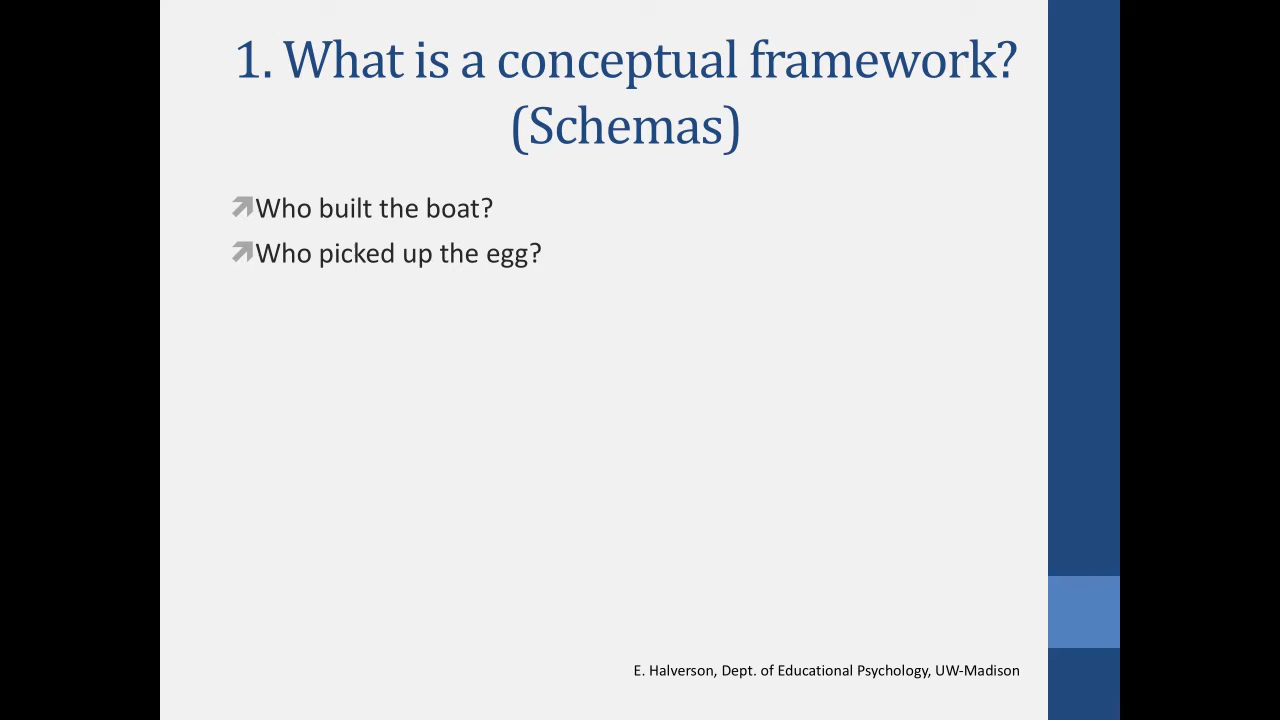 1. What is a conceptual framework?
(Schemas)
Who built the boat?
Who picked up the egg?
E. Halverson, Dept. of Educational Psychology, UW-Madison